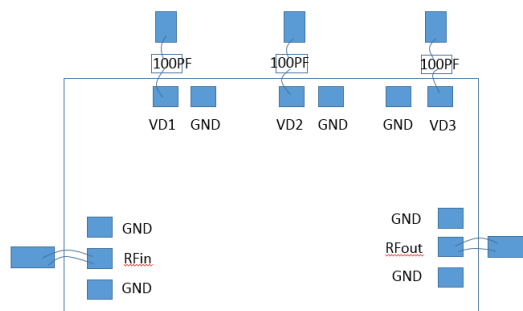 100PF 100PF 100PF
VD1 GND VD2 GND GND VD3
GND GND
RFin RFout
GND GND